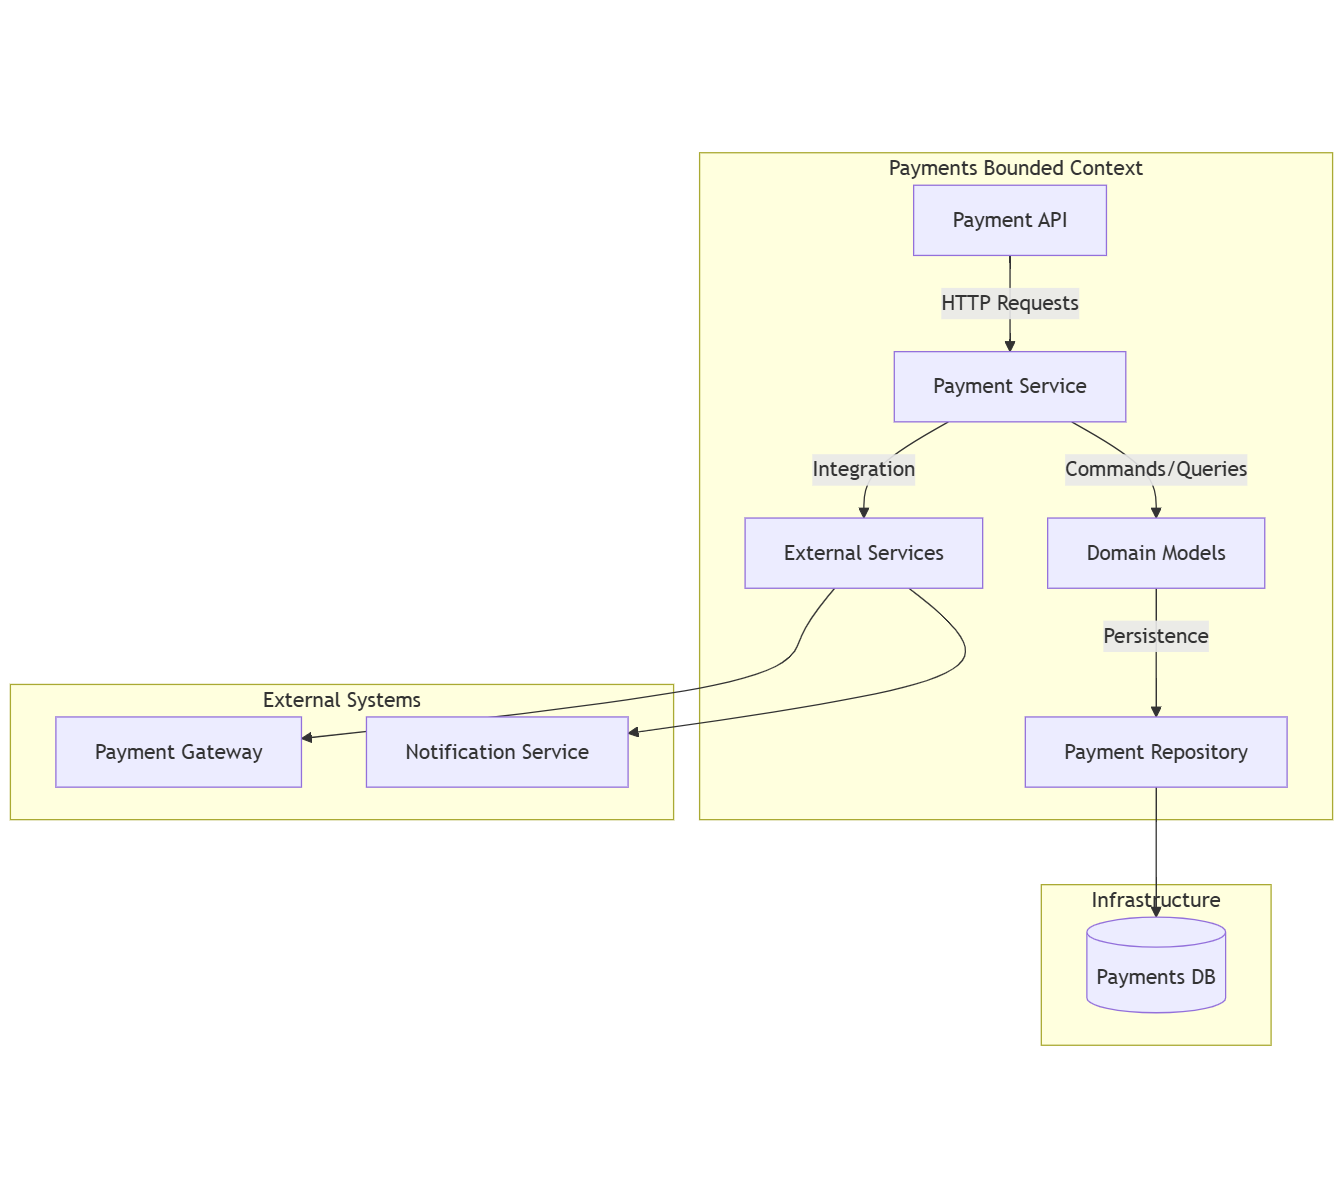 Payments Bounded Context
Payment API
HTTP Requests
Payment Service
Integration
Commands/Queries
External Services
Domain Models
Persistence
External Systems
Payment Gateway
Notification Service
Payment Repository
Infrastructure
Payments DB